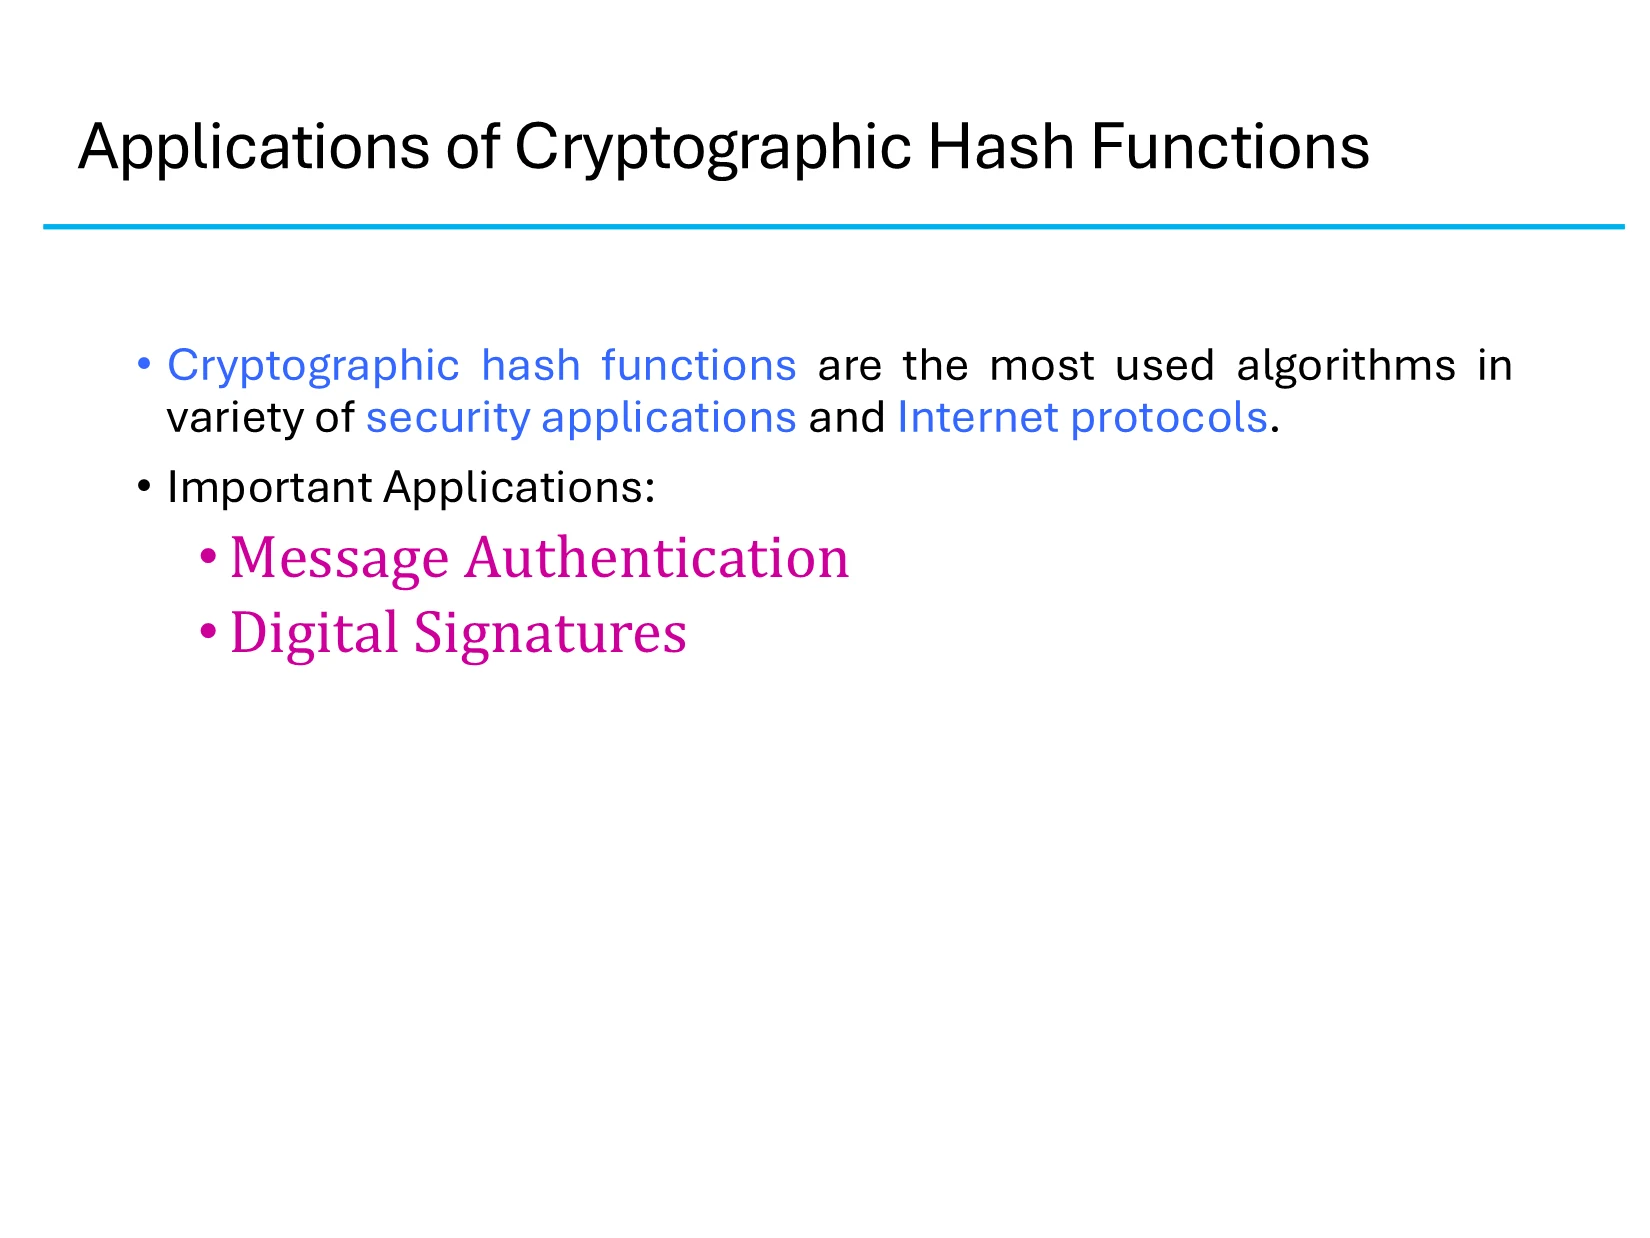 Applications of Cryptographic Hash Functions
• Cryptographic hash functions are the most used algorithms in
variety of security applications and Internet protocols.
• Important Applications:
• Message Authentication
• Digital Signatures